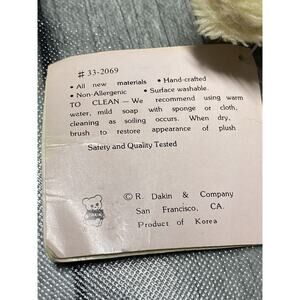 # 33-2069
• All new materials • Hand-crafted
• Non-Allergenic • Surface washable.
TO CLEAN — We recommend using warm
water, mild soap with sponge or cloth,
cleaning as soiling occurs. When dry,
brush to restore appearance of plush
Safety and Quality Tested
© R. Dakin & Company
San Francisco, CA.
Product of Korea